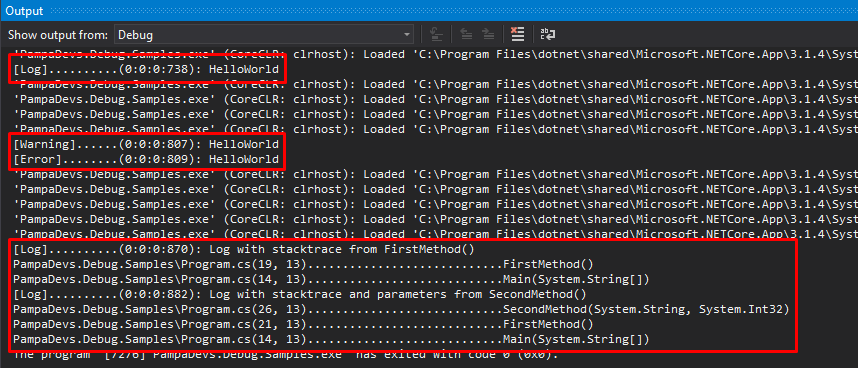 Output
Show output from: Debug
'PampaDevs.Debug.Samples.exe' (CoreCLR: clrhost): Loaded 'C:\Program Files\dotnet\shared\Microsoft.NETCore.App\3.1.4\Syst
[Log]..........(0:0:0:738): HelloWorld
'PampaDevs.Debug.Samples.exe' (CoreCLR: clrhost): Loaded 'C:\Program Files\dotnet\shared\Microsoft.NETCore.App\3.1.4\Syst
'PampaDevs.Debug.Samples.exe' (CoreCLR: clrhost): Loaded 'C:\Program Files\dotnet\shared\Microsoft.NETCore.App\3.1.4\Syst
'PampaDevs.Debug.Samples.exe' (CoreCLR: clrhost): Loaded 'C:\Program Files\dotnet\shared\Microsoft.NETCore.App\3.1.4\Syst
'PampaDevs.Debug.Samples.exe' (CoreCLR: clrhost): Loaded 'C:\Program Files\dotnet\shared\Microsoft.NETCore.App\3.1.4\Syst
[Warning]......(0:0:0:807): HelloWorld
[Error]........(0:0:0:809): HelloWorld
'PampaDevs.Debug.Samples.exe' (CoreCLR: clrhost): Loaded 'C:\Program Files\dotnet\shared\Microsoft.NETCore.App\3.1.4\Syst
'PampaDevs.Debug.Samples.exe' (CoreCLR: clrhost): Loaded 'C:\Program Files\dotnet\shared\Microsoft.NETCore.App\3.1.4\Syst
'PampaDevs.Debug.Samples.exe' (CoreCLR: clrhost): Loaded 'C:\Program Files\dotnet\shared\Microsoft.NETCore.App\3.1.4\Syst
'PampaDevs.Debug.Samples.exe' (CoreCLR: clrhost): Loaded 'C:\Program Files\dotnet\shared\Microsoft.NETCore.App\3.1.4\Syst
'PampaDevs.Debug.Samples.exe' (CoreCLR: clrhost): Loaded 'C:\Program Files\dotnet\shared\Microsoft.NETCore.App\3.1.4\Syst
[Log]..........(0:0:0:870): Log with stacktrace from FirstMethod()
PampaDevs.Debug.Samples\Program.cs(19, 13)............................FirstMethod()
PampaDevs.Debug.Samples\Program.cs(14, 13)............................Main(System.String[])
[Log]..........(0:0:0:882): Log with stacktrace and parameters from SecondMethod()
PampaDevs.Debug.Samples\Program.cs(26, 13)............................SecondMethod(System.String, System.Int32)
PampaDevs.Debug.Samples\Program.cs(21, 13)............................FirstMethod()
PampaDevs.Debug.Samples\Program.cs(14, 13)............................Main(System.String[])
The program '[7276] PampaDevs.Debug.Samples.exe' has exited with code 0 (0x0).